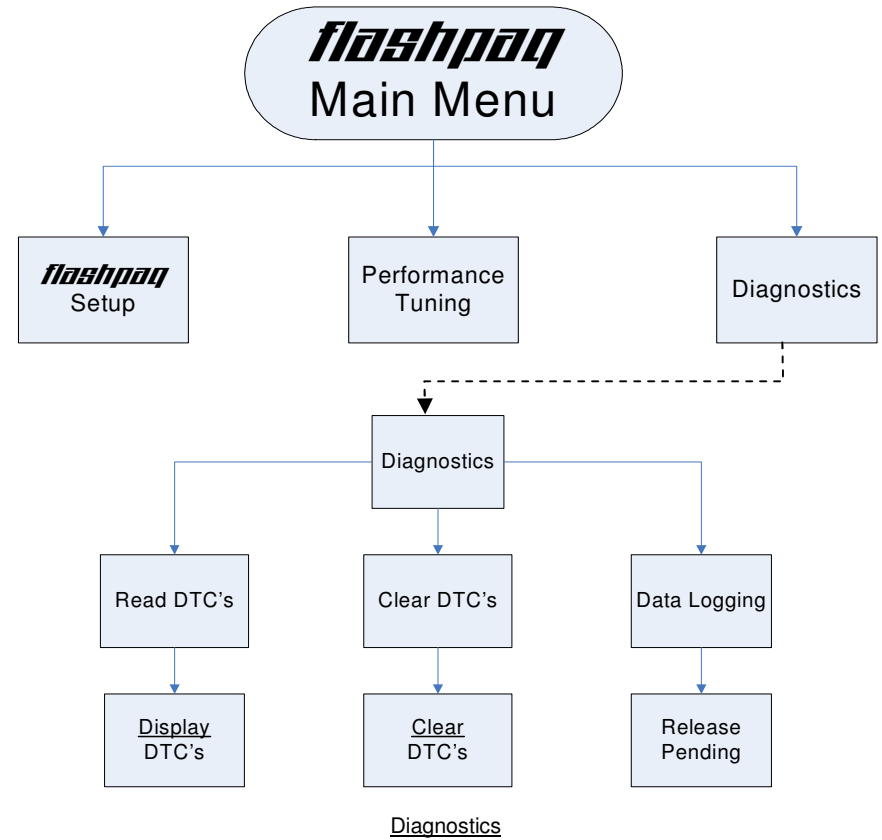 flashpaq
Main Menu
flashpaq
Setup
Performance
Tuning
Diagnostics
Diagnostics
Read DTC's
Clear DTC's
Data Logging
Display
DTC's
Clear
DTC's
Release
Pending
Diagnostics